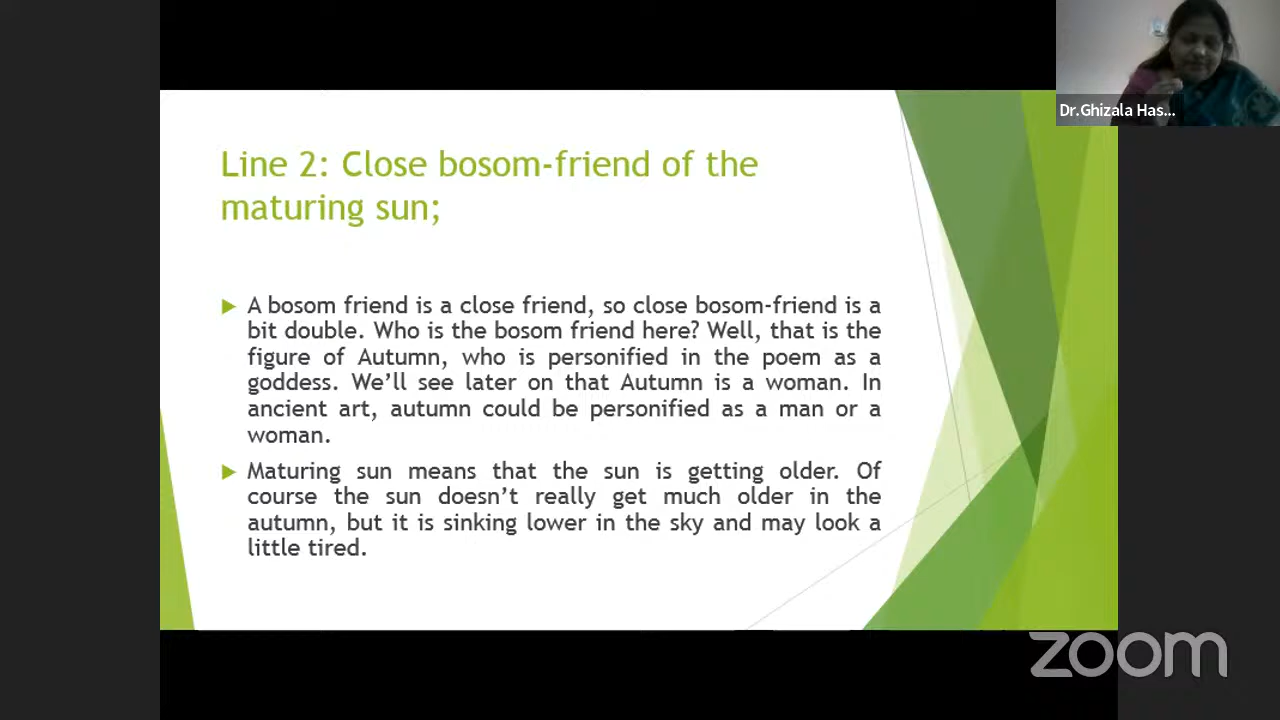 Dr.Ghizala Has...
Line 2: Close bosom-friend of the
maturing sun;
A bosom friend is a close friend, so close bosom-friend is a
bit double. Who is the bosom friend here? Well, that is the
figure of Autumn, who is personified in the poem as a
goddess. We’ll see later on that Autumn is a woman. In
ancient art, autumn could be personified as a man or a
woman.
Maturing sun means that the sun is getting older. Of
course the sun doesn’t really get much older in the
autumn, but it is sinking lower in the sky and may look a
little tired.
zoom